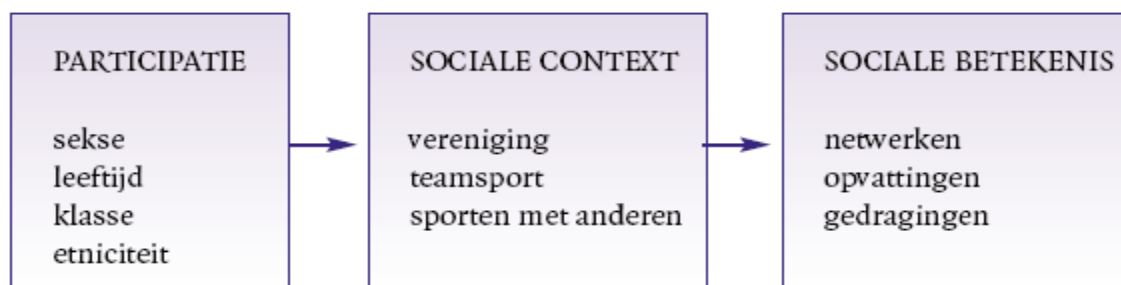 PARTICIPATIE
sekse
leeftijd
klasse
etniciteit
SOCIALE CONTEXT
vereniging
teamsport
sporten met anderen
SOCIALE BETEKENIS
netwerken
opvattingen
gedragingen